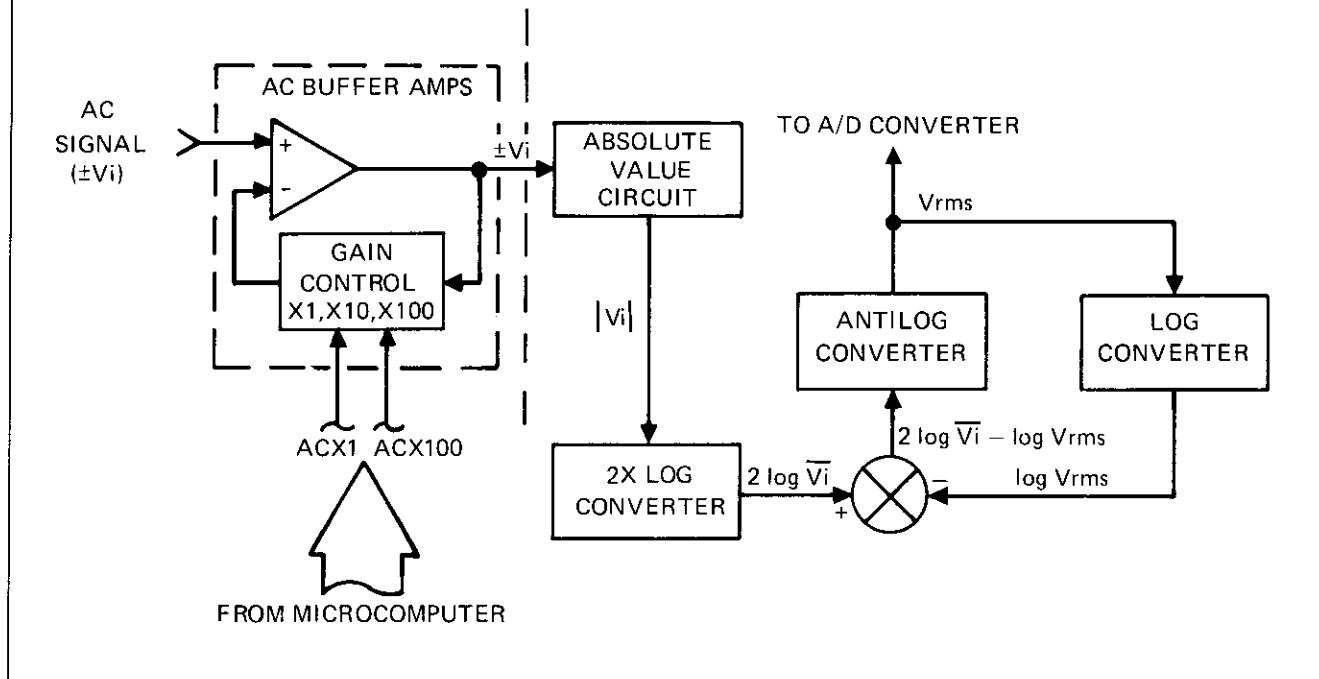 AC BUFFER AMPS
AC
SIGNAL
(±Vi)
+
-
±Vi
GAIN
CONTROL
X1,X10,X100
ACX1 ACX100
FROM MICROCOMPUTER
ABSOLUTE
VALUE
CIRCUIT
|Vi|
2X LOG
CONVERTER
2 log V̅i̅
+
−
2 log V̅i̅ − log Vrms
log Vrms
ANTILOG
CONVERTER
LOG
CONVERTER
Vrms
TO A/D CONVERTER